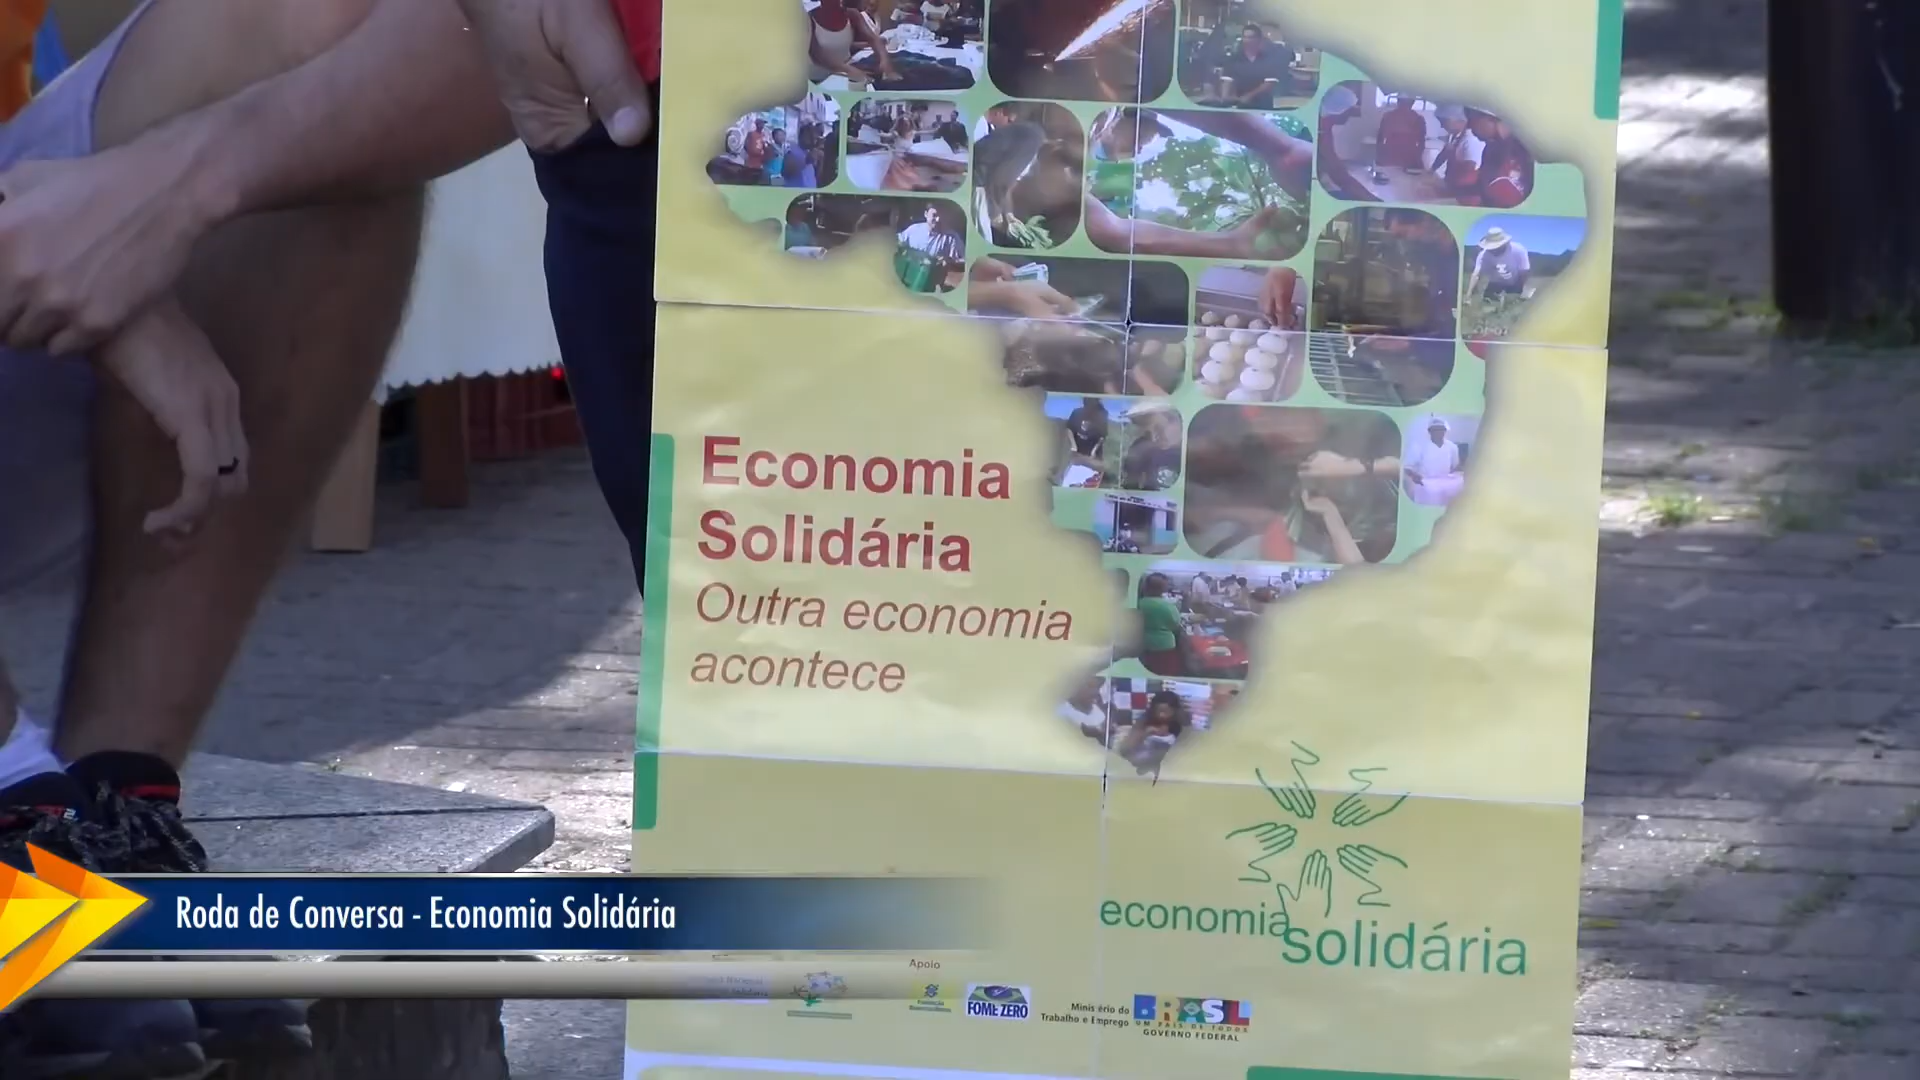 Economia
Solidária
Outra economia
acontece
economia
solidária
Roda de Conversa - Economia Solidária
Apoio
FOME ZERO
Ministério do
Trabalho e Emprego
BRASIL
UM PAÍS DE TODOS
GOVERNO FEDERAL